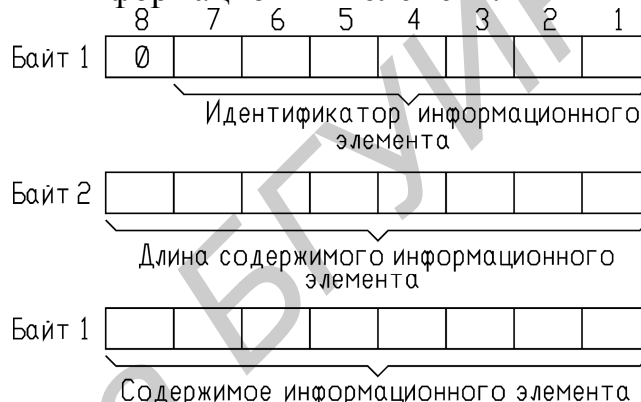 8 7 6 5 4 3 2 1
Байт 1 0
Идентификатор информационного
элемента
Байт 2
Длина содержимого информационного
элемента
Байт 1
Содержимое информационного элемента
БГУИР